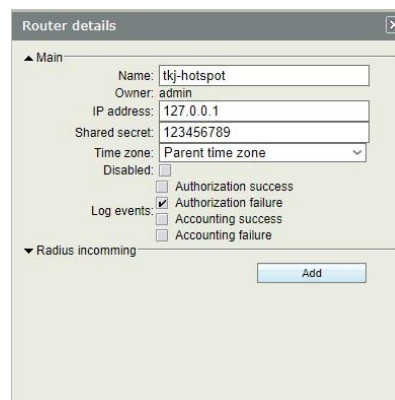 Router details
Main
Name: tkj-hotspot
Owner: admin
IP address: 127.0.0.1
Shared secret: 123456789
Time zone: Parent time zone
Disabled:
Authorization success
Log events: Authorization failure
Accounting success
Accounting failure
Radius incomming
Add